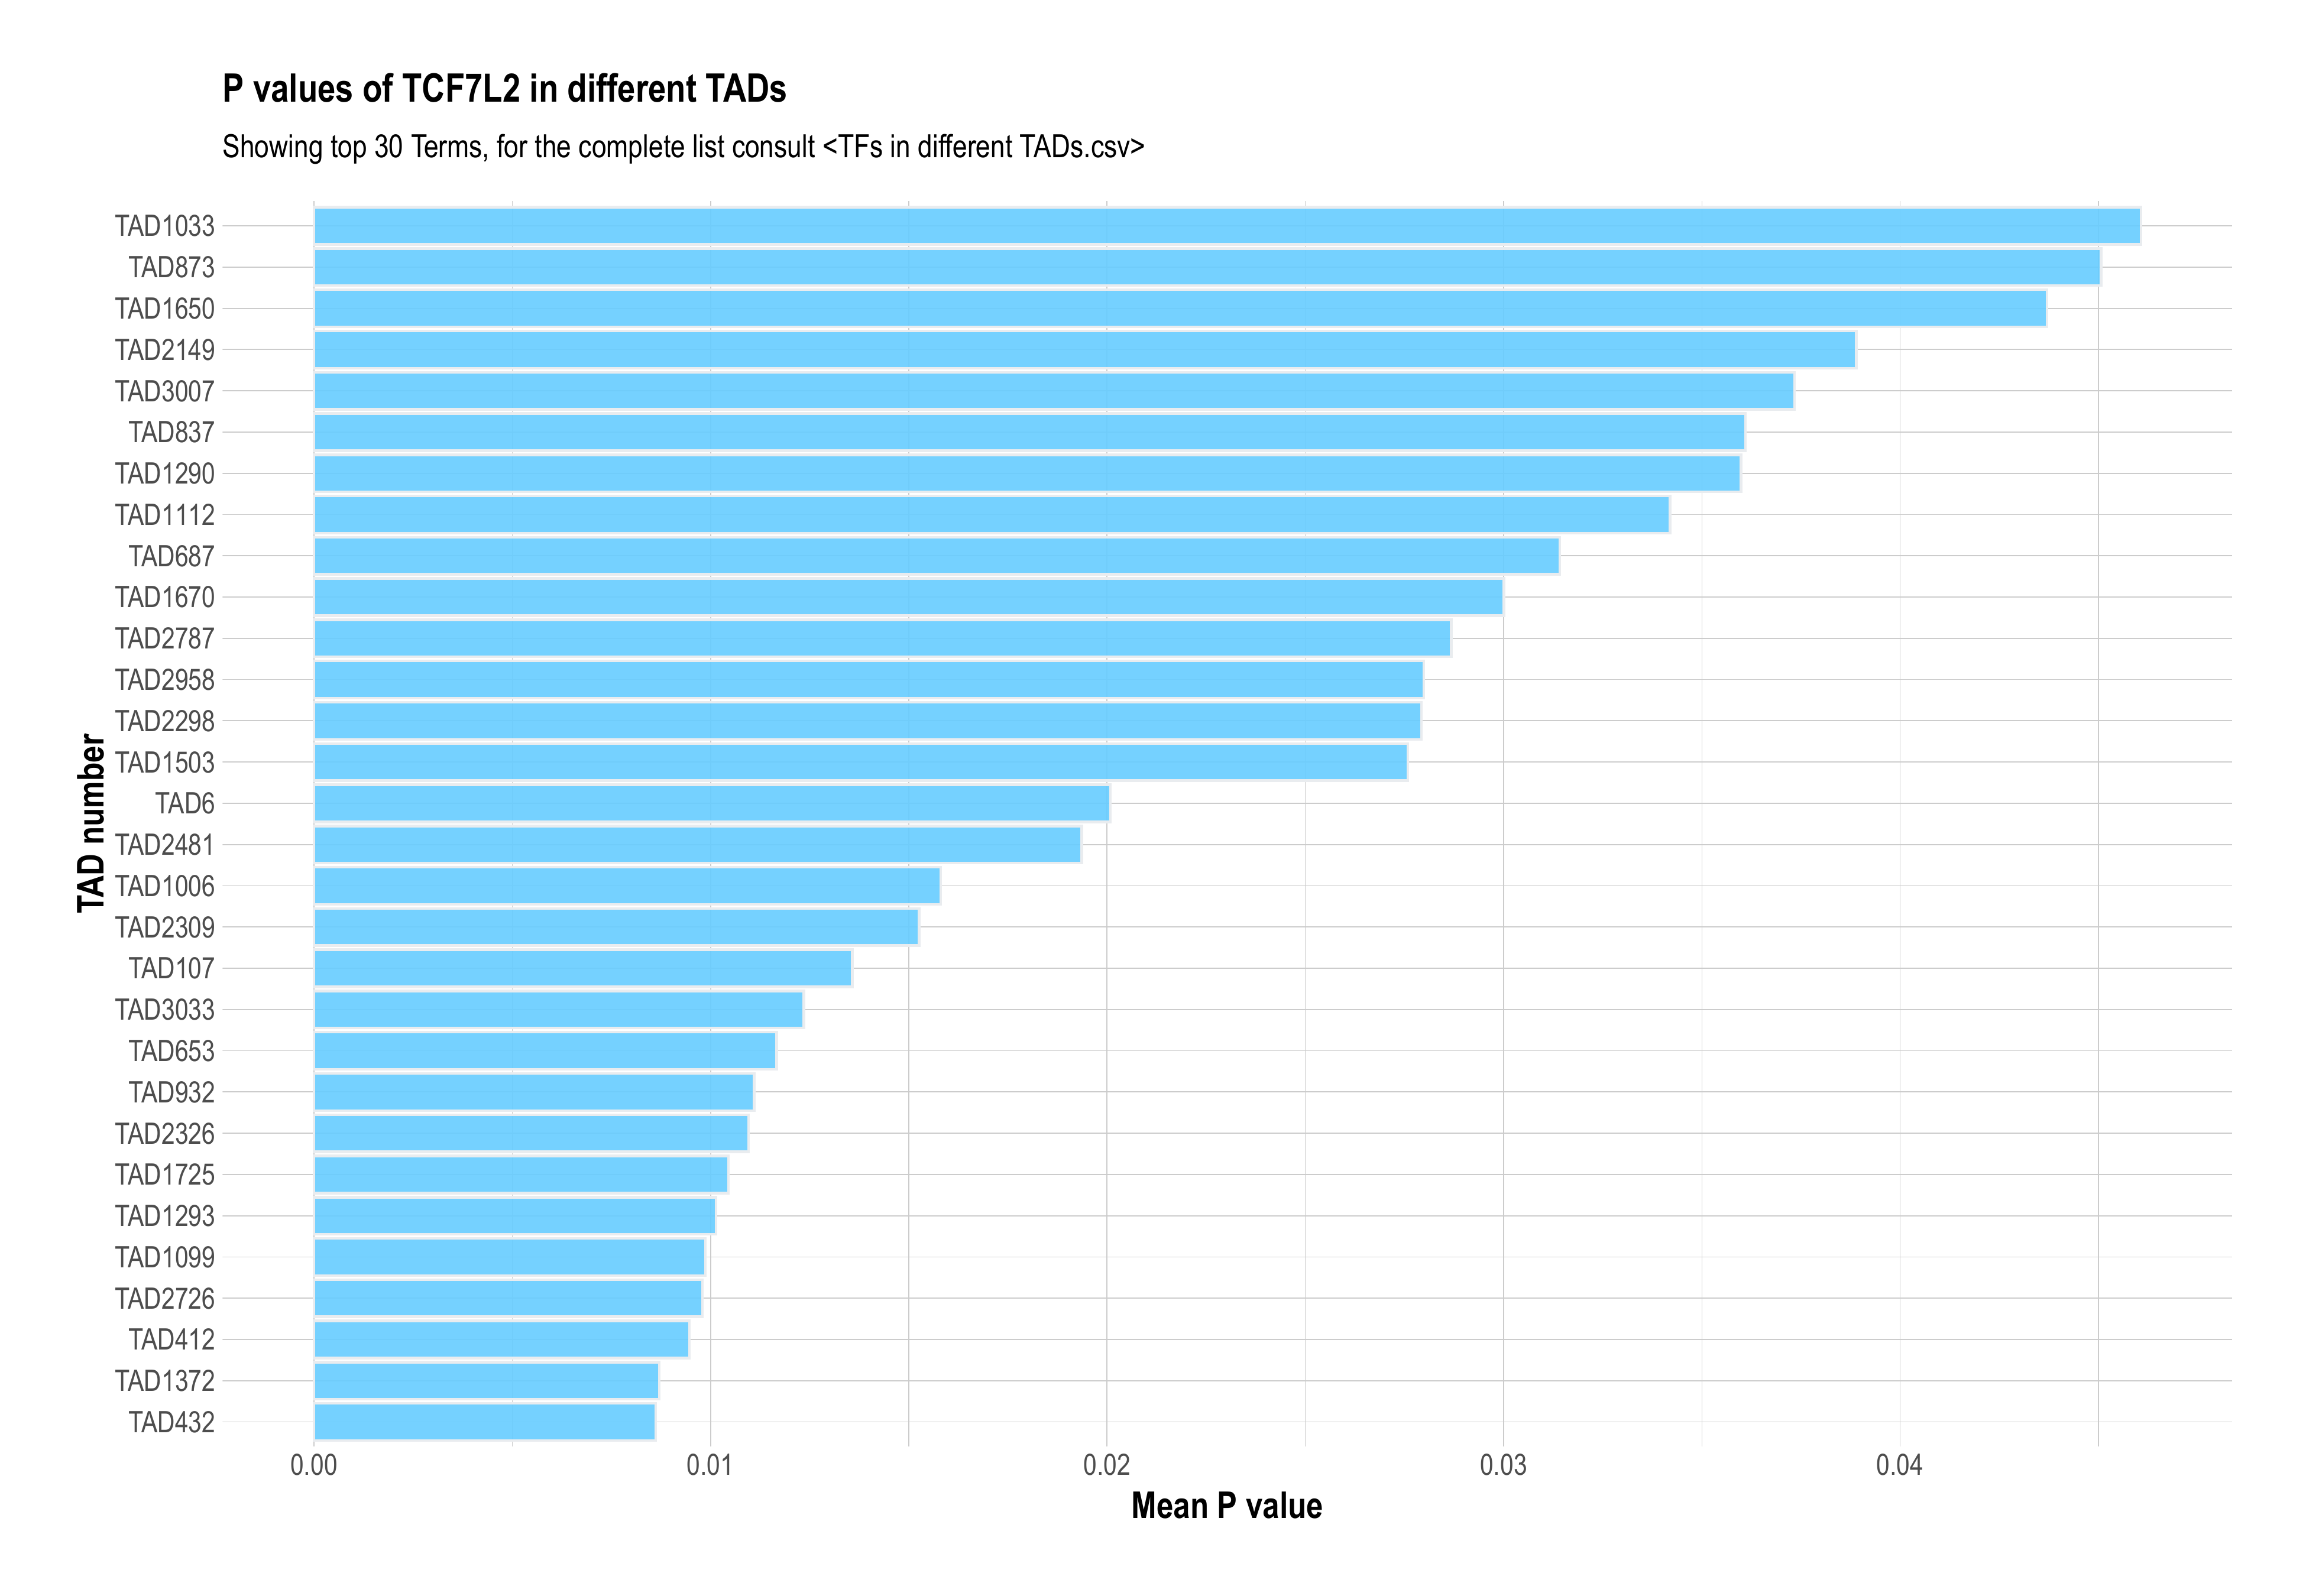 P values of TCF7L2 in different TADs
Showing top 30 Terms, for the complete list consult <TFs in different TADs.csv>
TAD number
TAD1033
TAD873
TAD1650
TAD2149
TAD3007
TAD837
TAD1290
TAD1112
TAD687
TAD1670
TAD2787
TAD2958
TAD2298
TAD1503
TAD6
TAD2481
TAD1006
TAD2309
TAD107
TAD3033
TAD653
TAD932
TAD2326
TAD1725
TAD1293
TAD1099
TAD2726
TAD412
TAD1372
TAD432
0.00 0.01 0.02 0.03 0.04
Mean P value